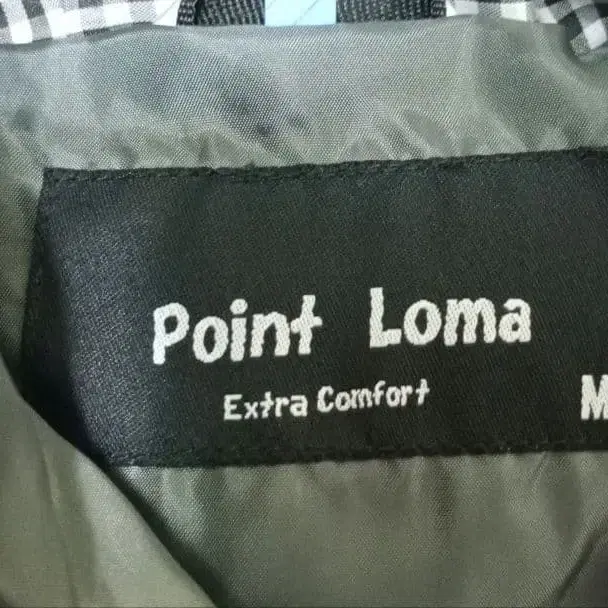 Point Loma
Extra Comfort
M